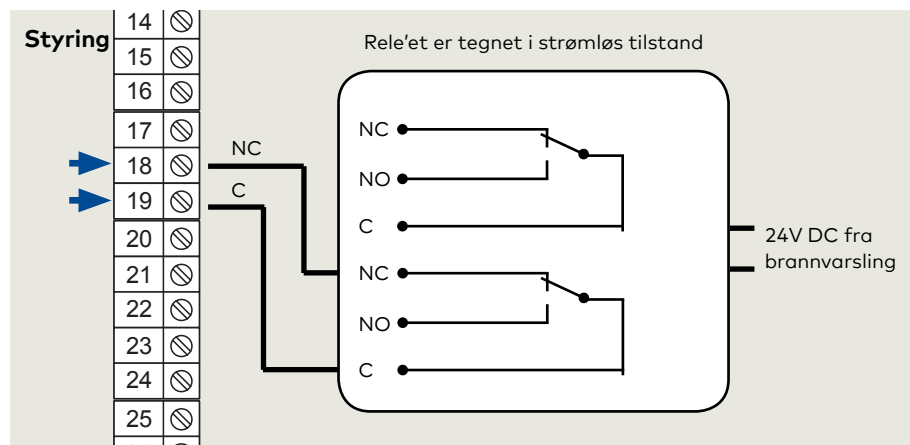 Styring
14
15
16
17
18
19
20
21
22
23
24
25
NC
C
Rele'et er tegnet i strømløs tilstand
NC
NO
C
NC
NO
C
24V DC fra
brannvarsling